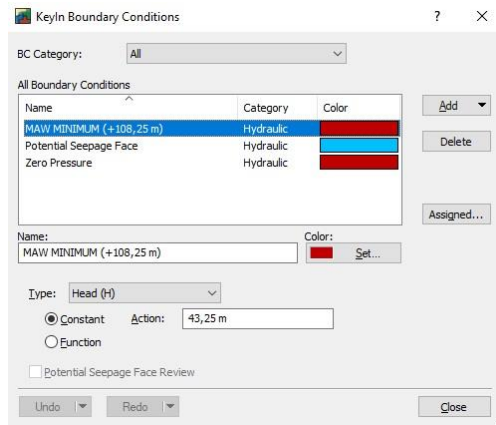 KeyIn Boundary Conditions ? X
BC Category: All
All Boundary Conditions
Name Category Color
MAW MINIMUM (+108,25 m) Hydraulic
Potential Seepage Face Hydraulic
Zero Pressure Hydraulic
Add
Delete
Assigned...
Name: Color:
MAW MINIMUM (+108,25 m) Set...
Type: Head (H)
Constant Action: 43,25 m
Function
Potential Seepage Face Review
Undo Redo Close